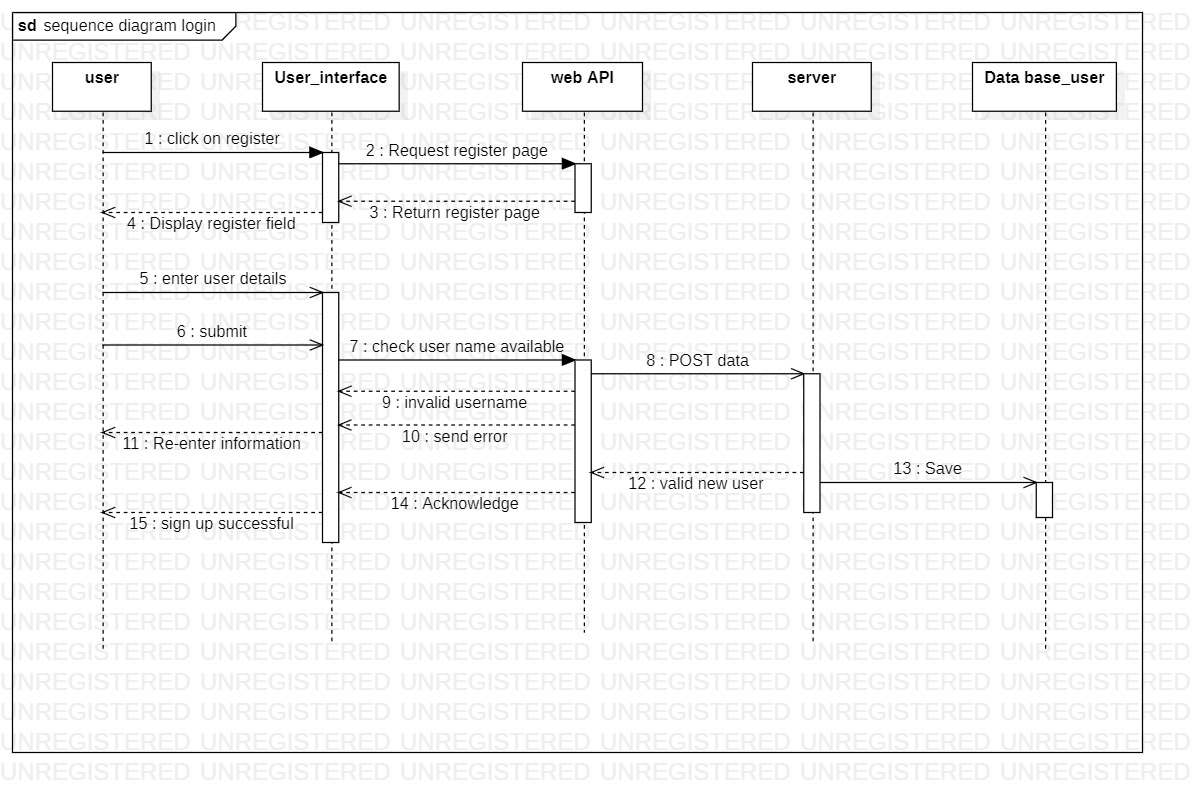 sd sequence diagram login
user
User_interface
web API
server
Data base_user
1 : click on register
2 : Request register page
3 : Return register page
4 : Display register field
5 : enter user details
6 : submit
7 : check user name available
8 : POST data
9 : invalid username
10 : send error
11 : Re-enter information
12 : valid new user
13 : Save
14 : Acknowledge
15 : sign up successful
UNREGISTERED